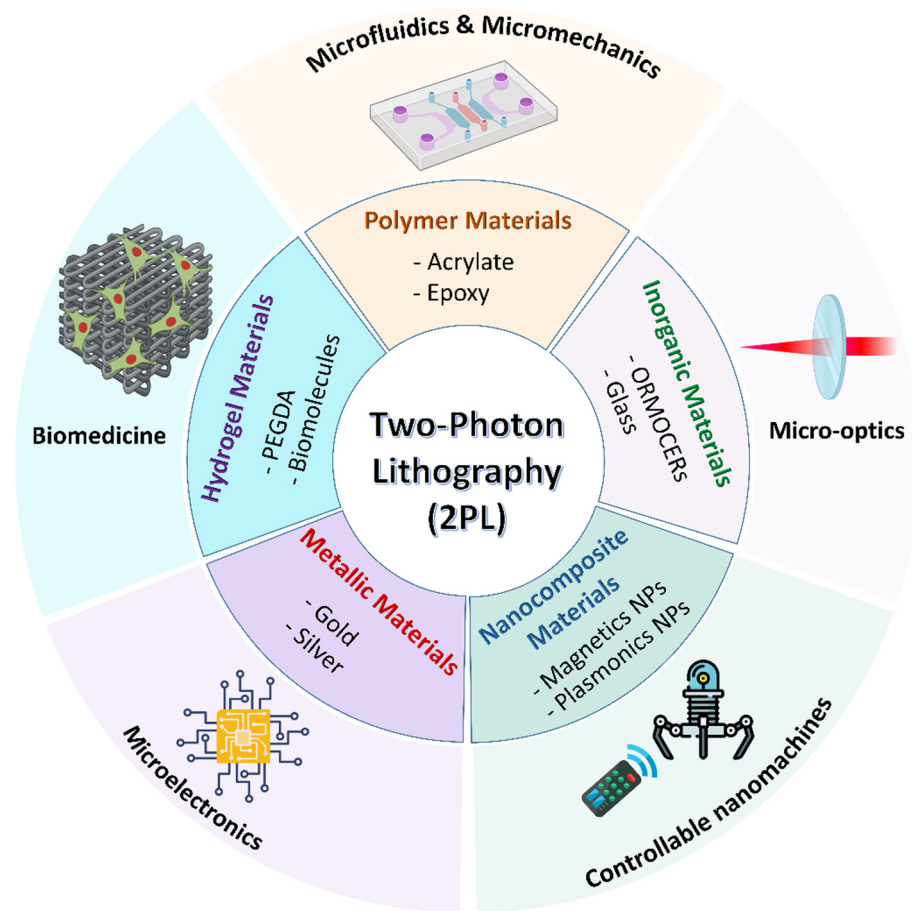 Microfluidics & Micromechanics
Polymer Materials
- Acrylate
- Epoxy
Inorganic Materials
- ORMOCERs
- Glass
Micro-optics
Nanocomposite
Materials
- Magnetics NPs
- Plasmonics NPs
Controllable nanomachines
Metallic Materials
- Gold
- Silver
Microelectronics
Hydrogel Materials
- PEGDA
- Biomolecules
Biomedicine
Two-Photon
Lithography
(2PL)